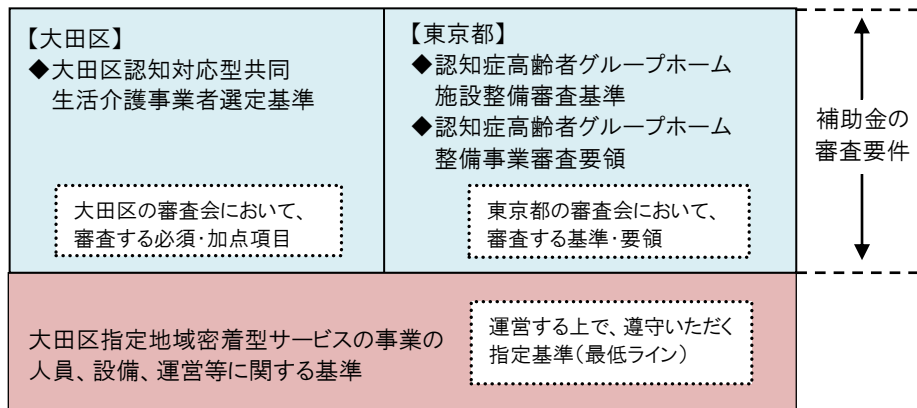 【大田区】
◆大田区認知対応型共同
生活介護事業者選定基準
大田区の審査会において、
審査する必須・加点項目
【東京都】
◆認知症高齢者グループホーム
施設整備審査基準
◆認知症高齢者グループホーム
整備事業審査要領
東京都の審査会において、
審査する基準・要領
補助金の
審査要件
大田区指定地域密着型サービスの事業の
人員、設備、運営等に関する基準
運営する上で、遵守いただく
指定基準（最低ライン）